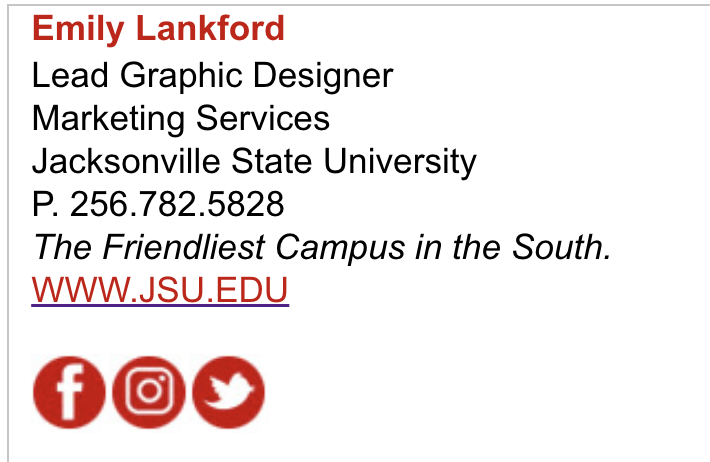 Emily Lankford
Lead Graphic Designer
Marketing Services
Jacksonville State University
P. 256.782.5828
The Friendliest Campus in the South.
WWW.JSU.EDU